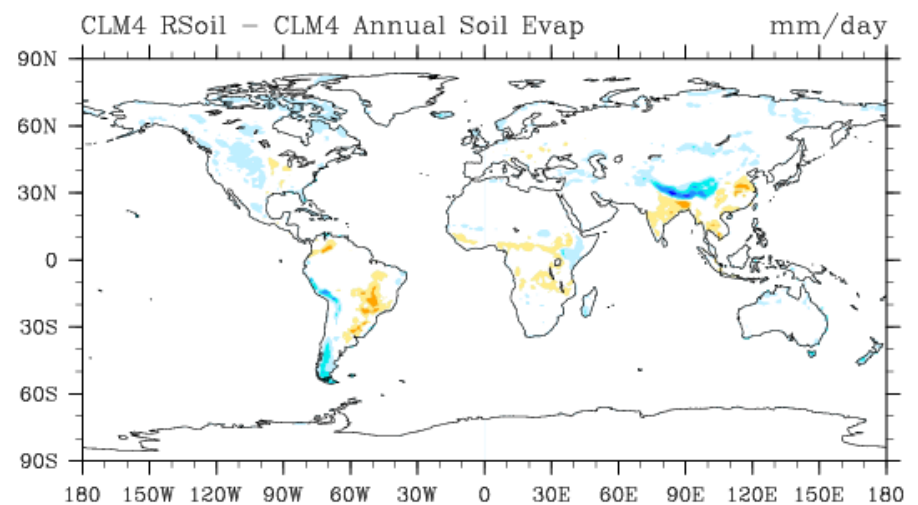 CLM4 RSoil − CLM4 Annual Soil Evap mm/day
90N
60N
30N
0
30S
60S
90S
180 150W 120W 90W 60W 30W 0 30E 60E 90E 120E 150E 180